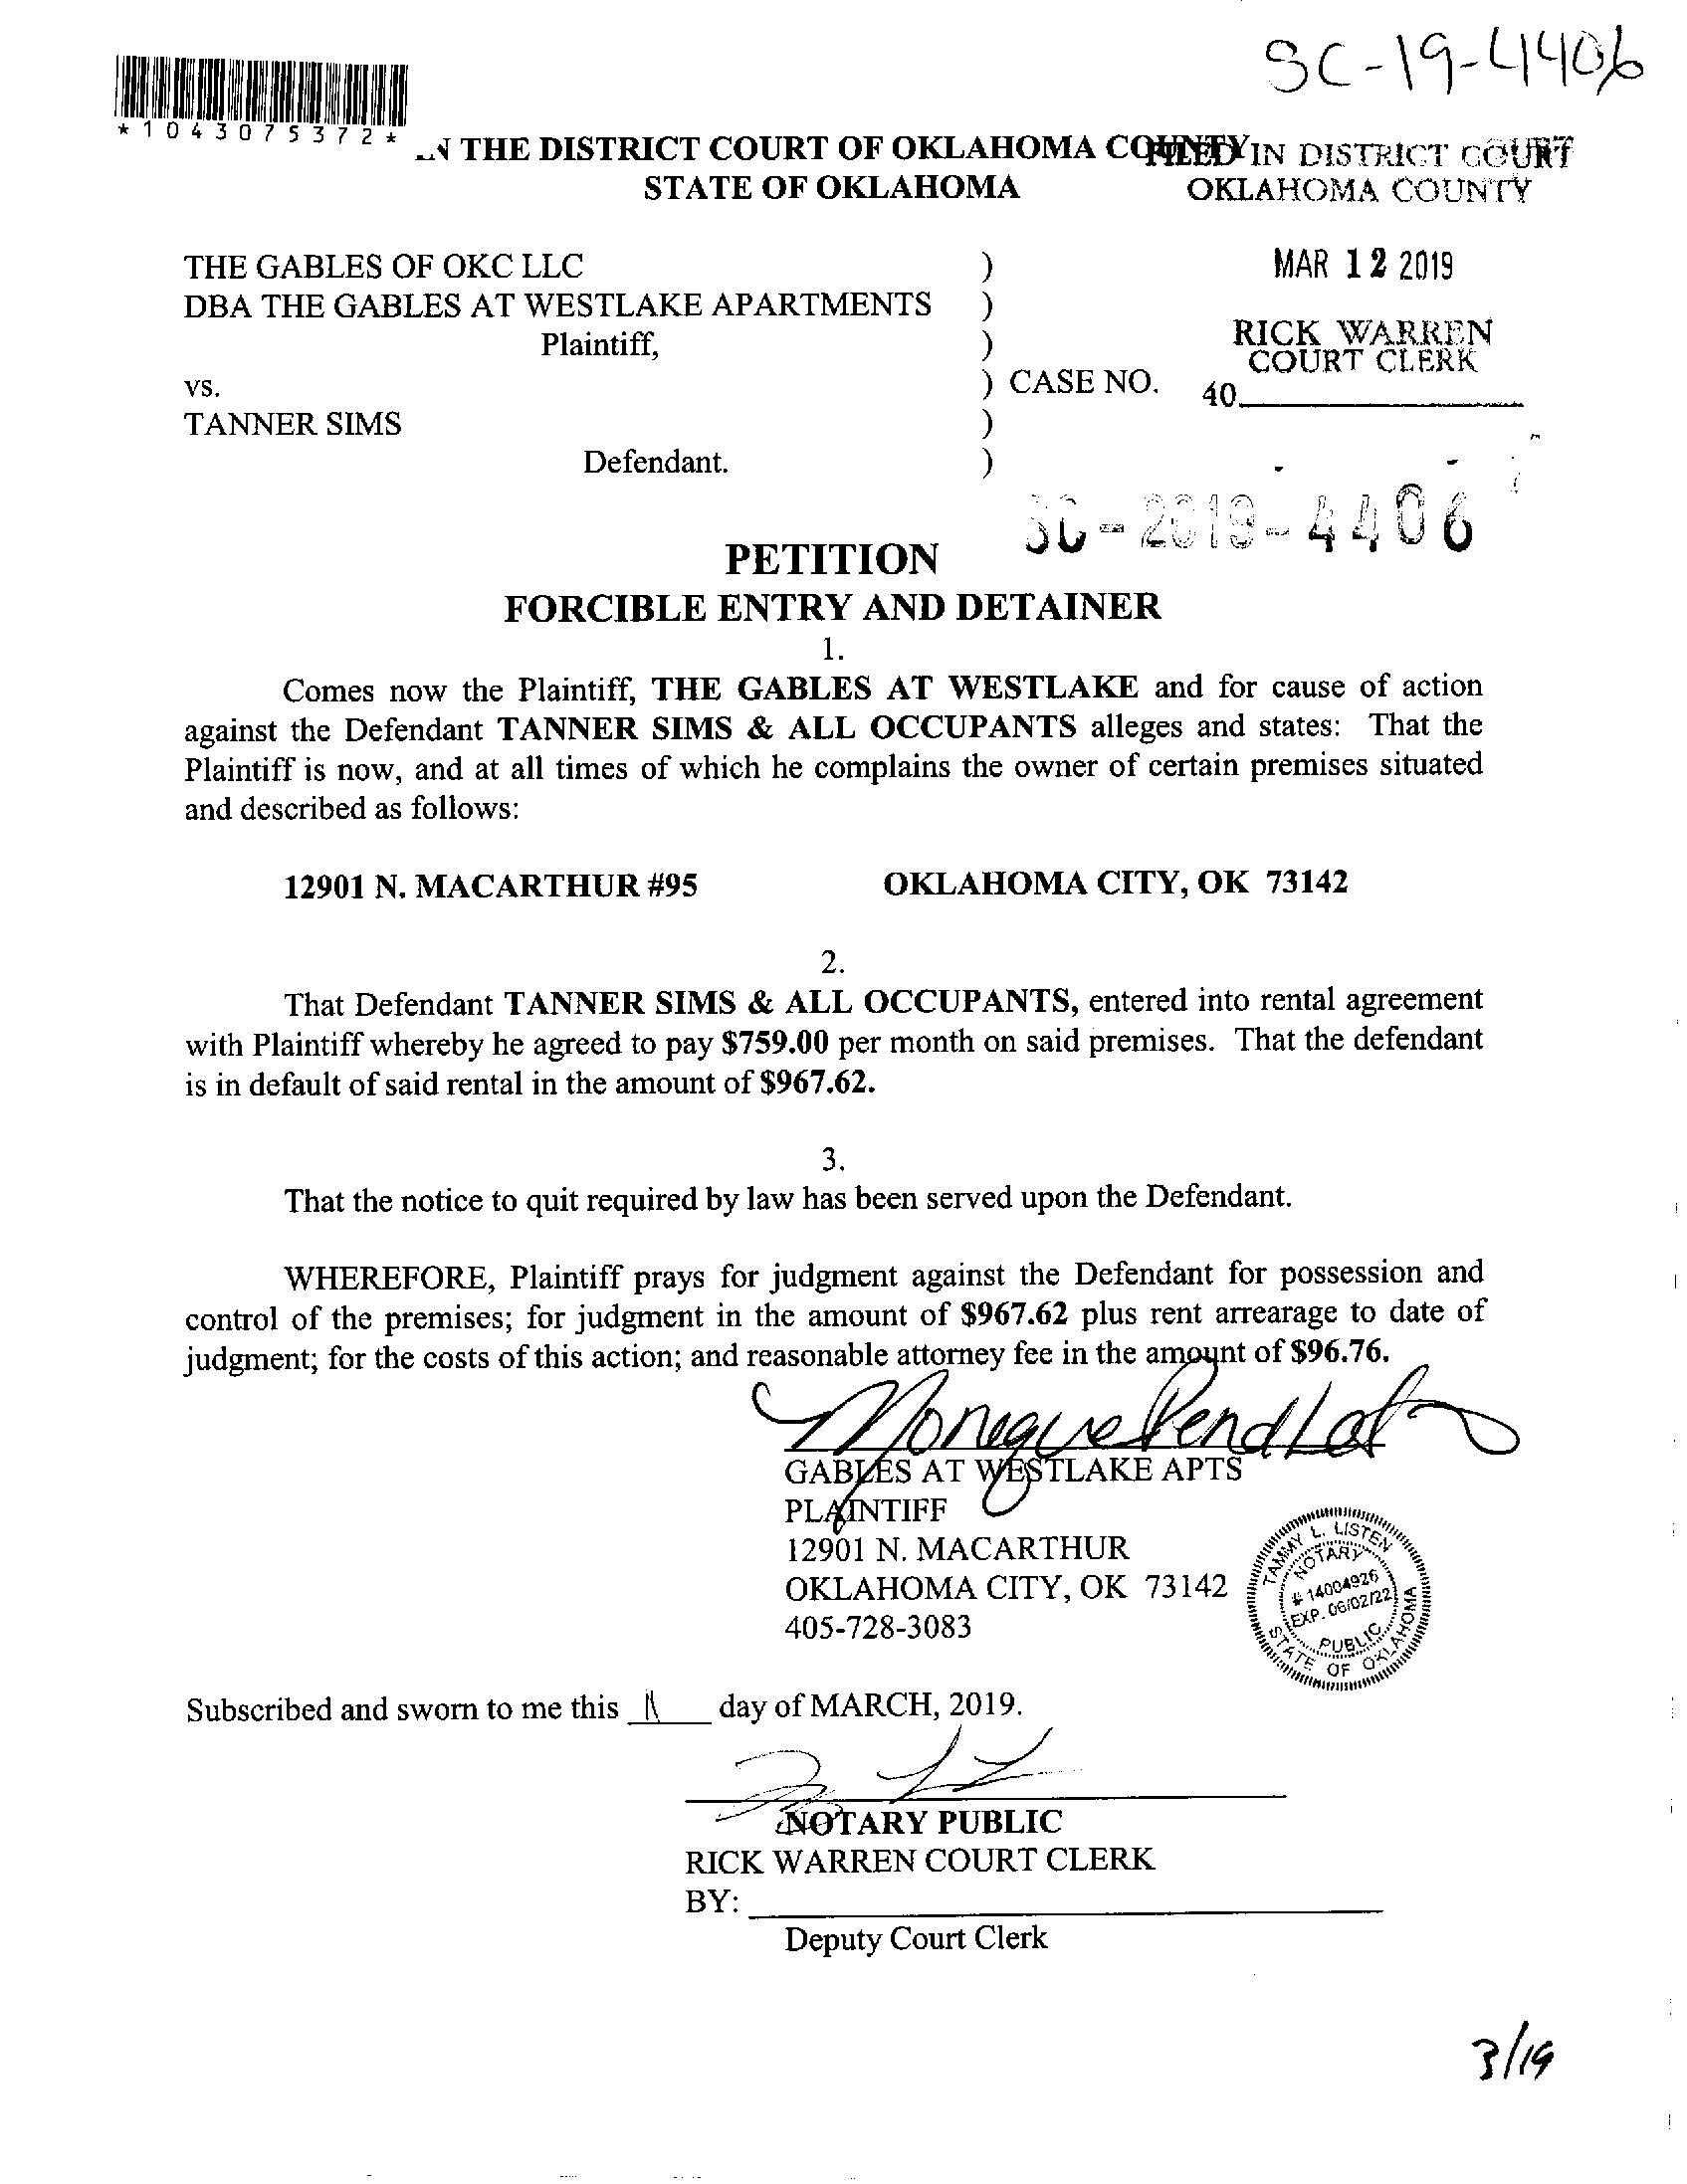 SC-19-4406
*1043075372*
IN THE DISTRICT COURT OF OKLAHOMA COUNTY
STATE OF OKLAHOMA
FILED IN DISTRICT COURT
OKLAHOMA COUNTY
MAR 12 2019
RICK WARREN
COURT CLERK
40
THE GABLES OF OKC LLC )
DBA THE GABLES AT WESTLAKE APARTMENTS )
Plaintiff, )
vs. ) CASE NO.
TANNER SIMS )
Defendant. )
SC-2019-4406
PETITION
FORCIBLE ENTRY AND DETAINER
1.
Comes now the Plaintiff, THE GABLES AT WESTLAKE and for cause of action
against the Defendant TANNER SIMS & ALL OCCUPANTS alleges and states: That the
Plaintiff is now, and at all times of which he complains the owner of certain premises situated
and described as follows:
12901 N. MACARTHUR #95 OKLAHOMA CITY, OK 73142
2.
That Defendant TANNER SIMS & ALL OCCUPANTS, entered into rental agreement
with Plaintiff whereby he agreed to pay $759.00 per month on said premises. That the defendant
is in default of said rental in the amount of $967.62.
3.
That the notice to quit required by law has been served upon the Defendant.
WHEREFORE, Plaintiff prays for judgment against the Defendant for possession and
control of the premises; for judgment in the amount of $967.62 plus rent arrearage to date of
judgment; for the costs of this action; and reasonable attorney fee in the amount of $96.76.
GABLES AT WESTLAKE APTS
PLAINTIFF
12901 N. MACARTHUR
OKLAHOMA CITY, OK 73142
405-728-3083
TAMMY L. LISTEN
NOTARY
# 14004926
EXP. 06/02/22
PUBLIC
STATE OF OKLAHOMA
Subscribed and sworn to me this 11 day of MARCH, 2019.
NOTARY PUBLIC
RICK WARREN COURT CLERK
BY:
Deputy Court Clerk
3/19